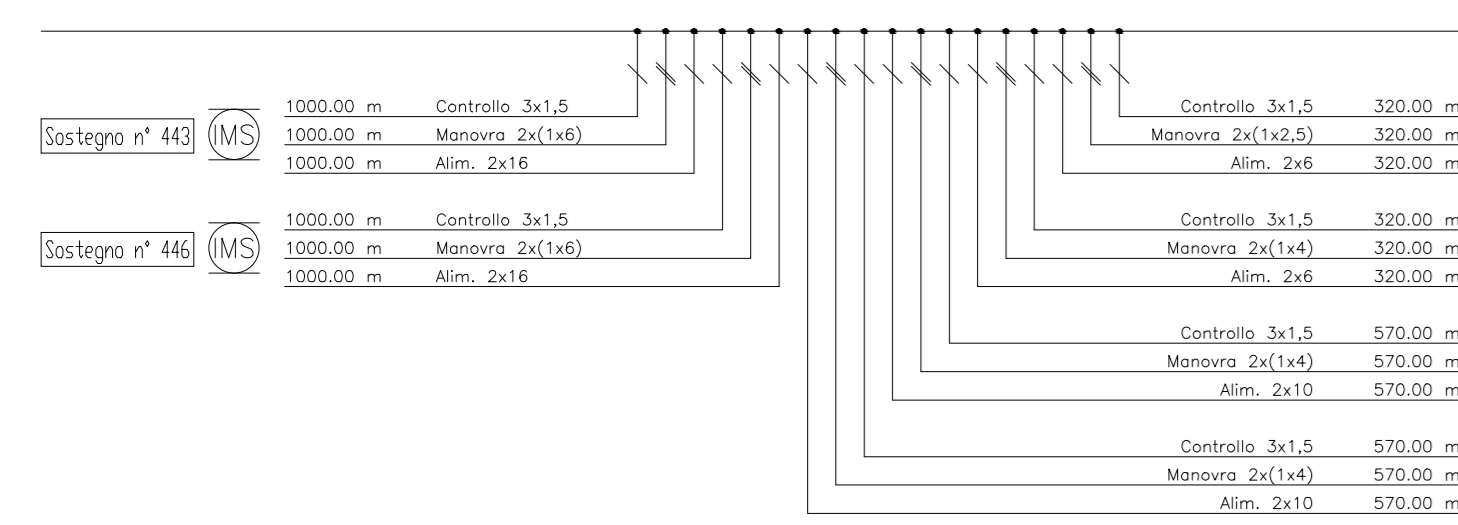 1000.00 m Controllo 3x1,5 Controllo 3x1,5 320.00 m
Sostegno n° 443 IMS 1000.00 m Manovra 2x(1x6) Manovra 2x(1x2,5) 320.00 m
1000.00 m Alim. 2x16 Alim. 2x6 320.00 m
1000.00 m Controllo 3x1,5 Controllo 3x1,5 320.00 m
Sostegno n° 446 IMS 1000.00 m Manovra 2x(1x6) Manovra 2x(1x4) 320.00 m
1000.00 m Alim. 2x16 Alim. 2x6 320.00 m
Controllo 3x1,5 570.00 m
Manovra 2x(1x4) 570.00 m
Alim. 2x10 570.00 m
Controllo 3x1,5 570.00 m
Manovra 2x(1x4) 570.00 m
Alim. 2x10 570.00 m